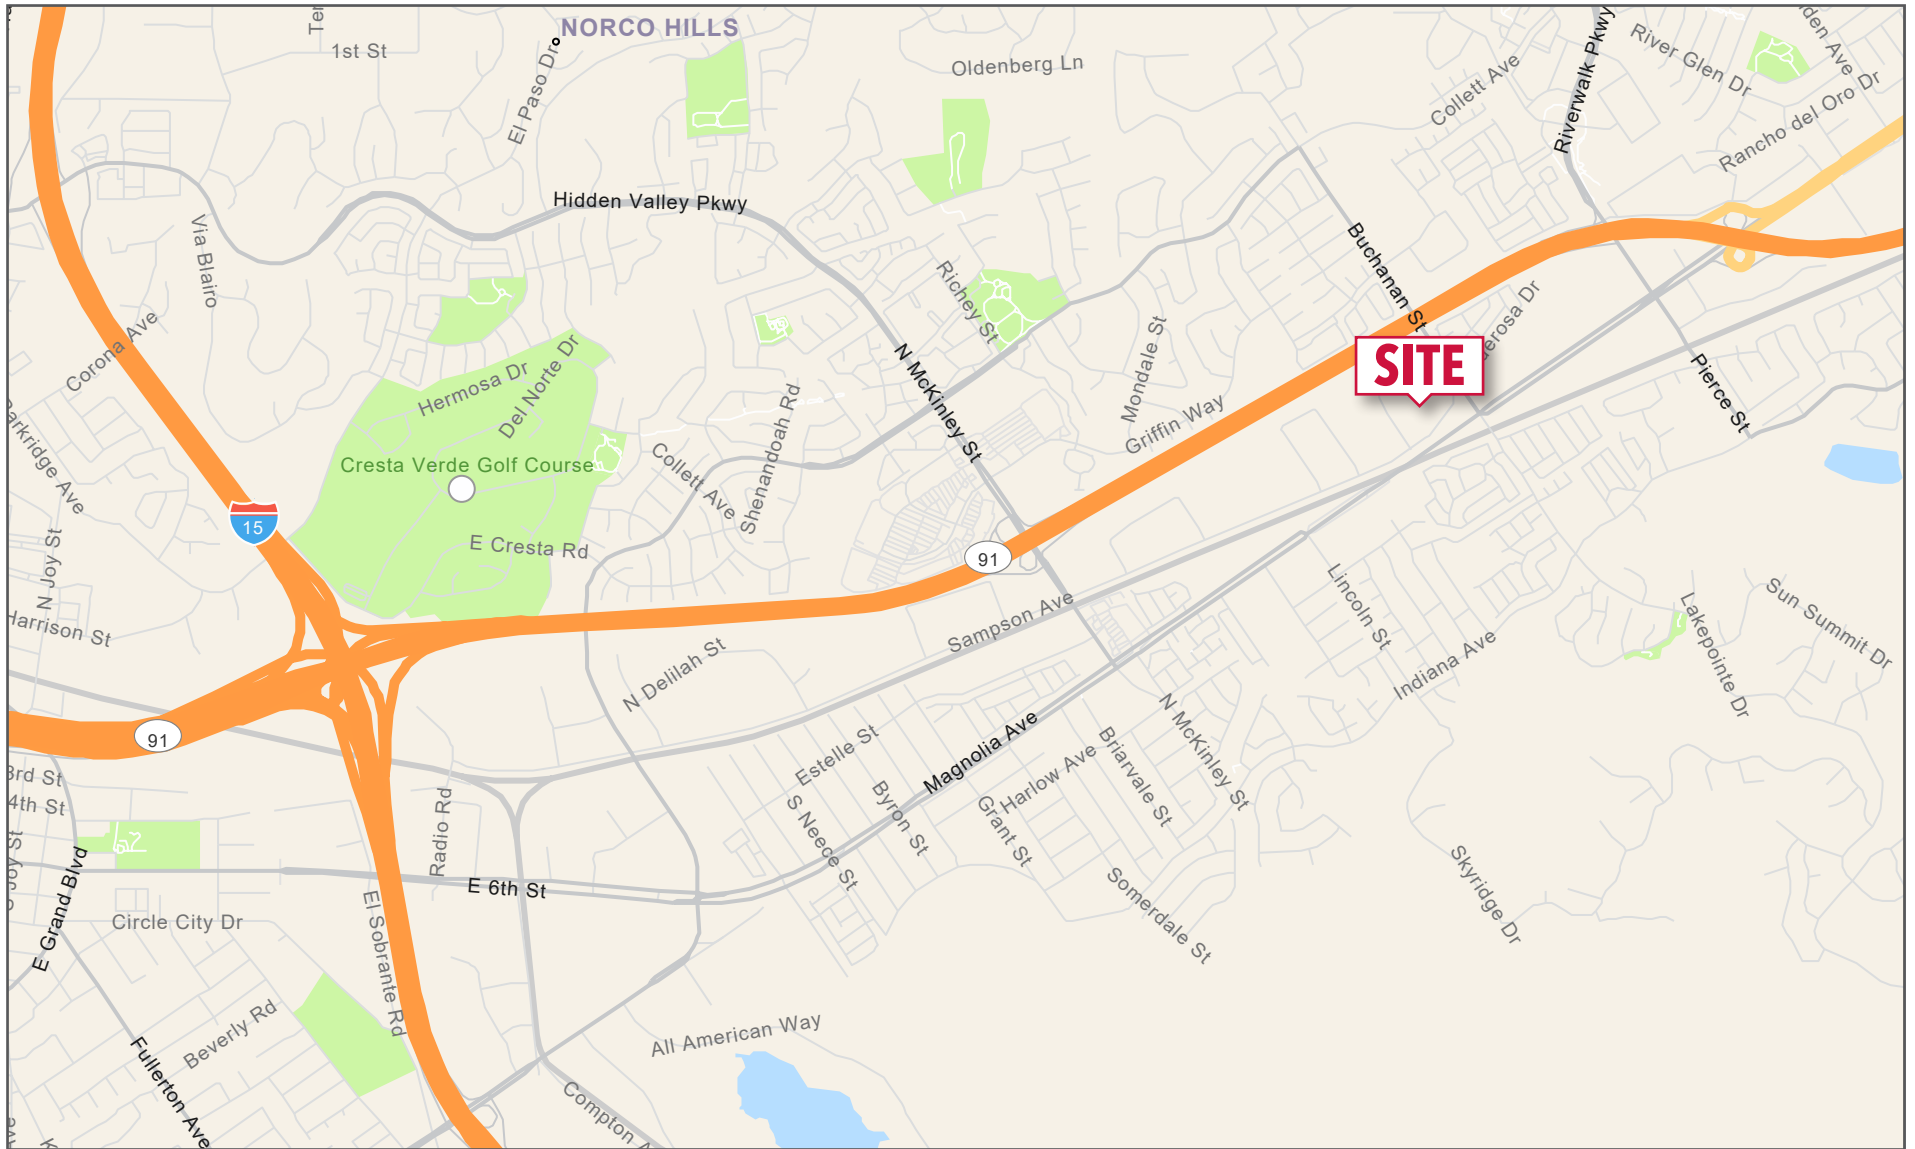 NORCO HILLS
1st St
El Paso Dr
Oldenberg Ln
Collett Ave
Riverwalk Pkwy
River Glen Dr
Rancho del Oro Dr
Hidden Valley Pkwy
Via Blairo
Buchanan St
Richey St
Corona Ave
Mondale St
SITE
Pierce St
N McKinley St
Hermosa Dr
Del Norte Dr
Shenandoah Rd
Griffin Way
Cresta Verde Golf Course
Collett Ave
15
E Cresta Rd
91
N Joy St
Harrison St
Sampson Ave
Lincoln St
Indiana Ave
Lakepointe Dr
Sun Summit Dr
N Delilah St
91
N McKinley St
Magnolia Ave
Estelle St
Harlow Ave
Briarvale St
3rd St
4th St
Radio Rd
S Neece St
Byron St
Grant St
E Grand Blvd
E 6th St
Circle City Dr
El Sobrante Rd
Somerdale St
Skyridge Dr
Beverly Rd
All American Way
Fullerton Ave
Compton